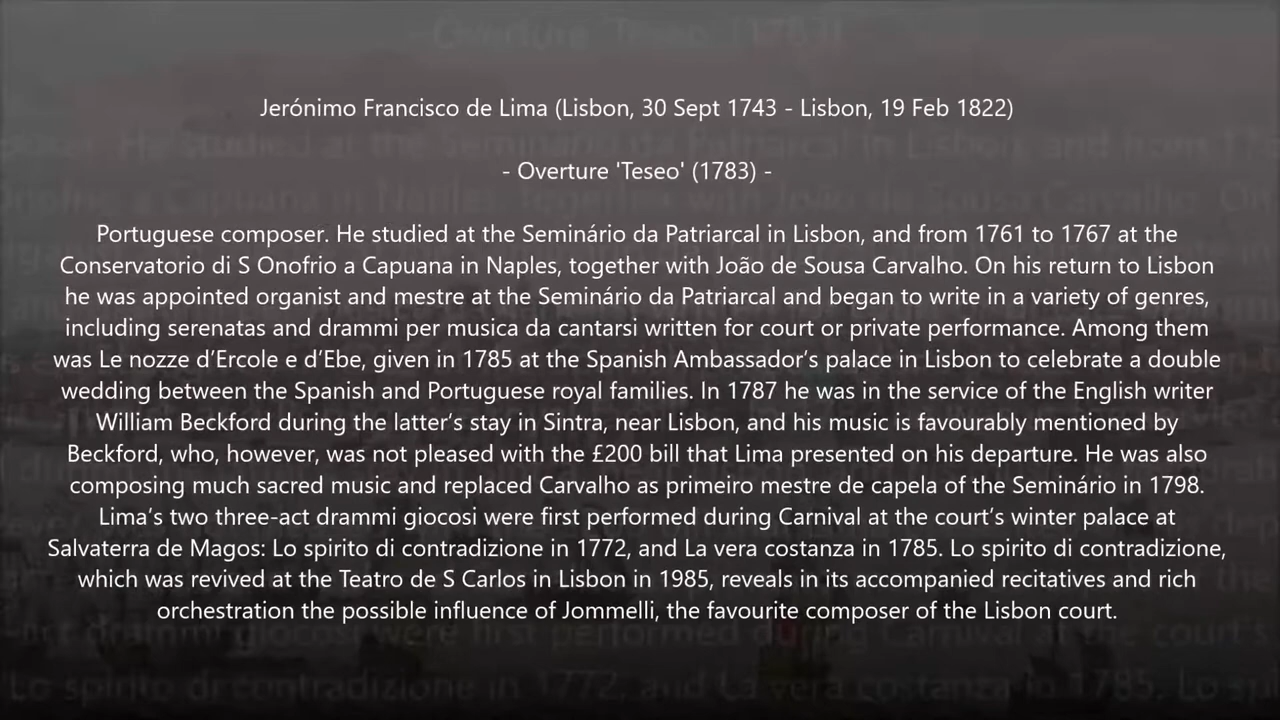 Jerónimo Francisco de Lima (Lisbon, 30 Sept 1743 - Lisbon, 19 Feb 1822)
- Overture 'Teseo' (1783) -
Portuguese composer. He studied at the Seminário da Patriarcal in Lisbon, and from 1761 to 1767 at the
Conservatorio di S Onofrio a Capuana in Naples, together with João de Sousa Carvalho. On his return to Lisbon
he was appointed organist and mestre at the Seminário da Patriarcal and began to write in a variety of genres,
including serenatas and drammi per musica da cantarsi written for court or private performance. Among them
was Le nozze d’Ercole e d’Ebe, given in 1785 at the Spanish Ambassador’s palace in Lisbon to celebrate a double
wedding between the Spanish and Portuguese royal families. In 1787 he was in the service of the English writer
William Beckford during the latter’s stay in Sintra, near Lisbon, and his music is favourably mentioned by
Beckford, who, however, was not pleased with the £200 bill that Lima presented on his departure. He was also
composing much sacred music and replaced Carvalho as primeiro mestre de capela of the Seminário in 1798.
Lima’s two three-act drammi giocosi were first performed during Carnival at the court’s winter palace at
Salvaterra de Magos: Lo spirito di contradizione in 1772, and La vera costanza in 1785. Lo spirito di contradizione,
which was revived at the Teatro de S Carlos in Lisbon in 1985, reveals in its accompanied recitatives and rich
orchestration the possible influence of Jommelli, the favourite composer of the Lisbon court.